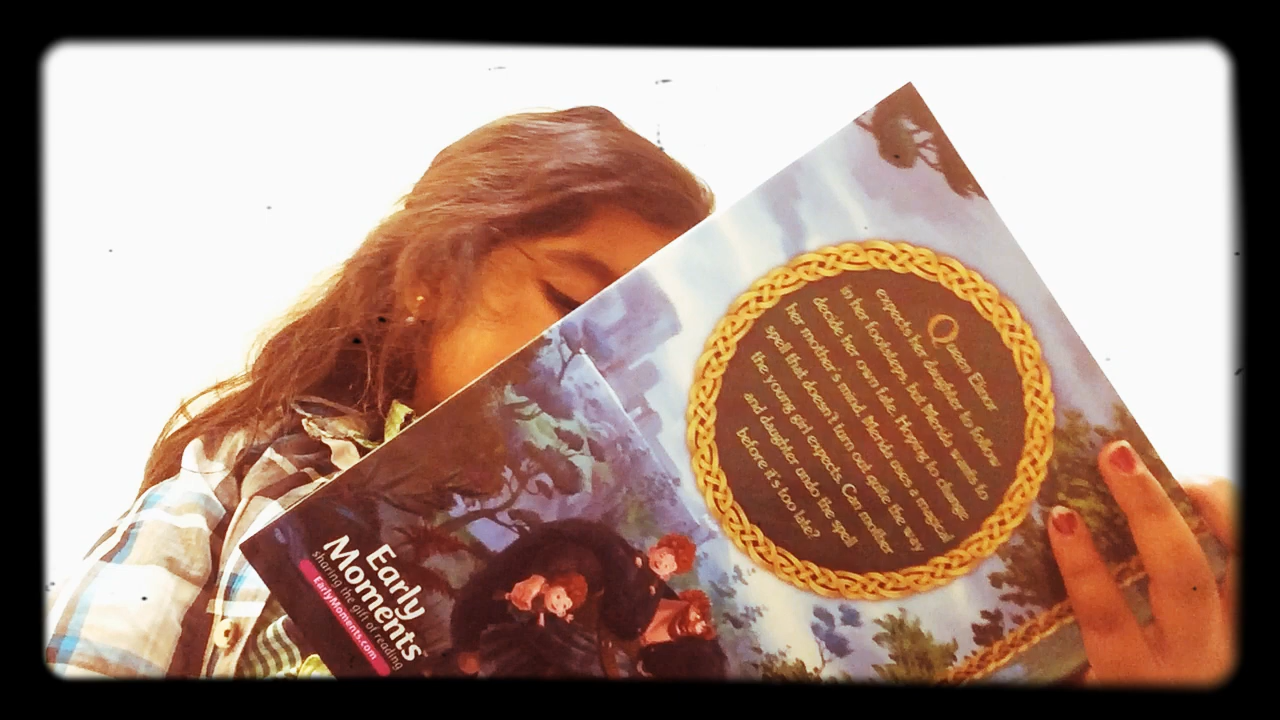 Queen Elinor
expects her daughter to follow
in her footsteps, but Merida wants to
decide her own fate. Hoping to change
her mother's mind, Merida uses a magical
spell that doesn't turn out quite the way
the young girl expects. Can mother
and daughter undo the spell
before it's too late?
Early
Moments
sharing the gift of reading
EarlyMoments.com